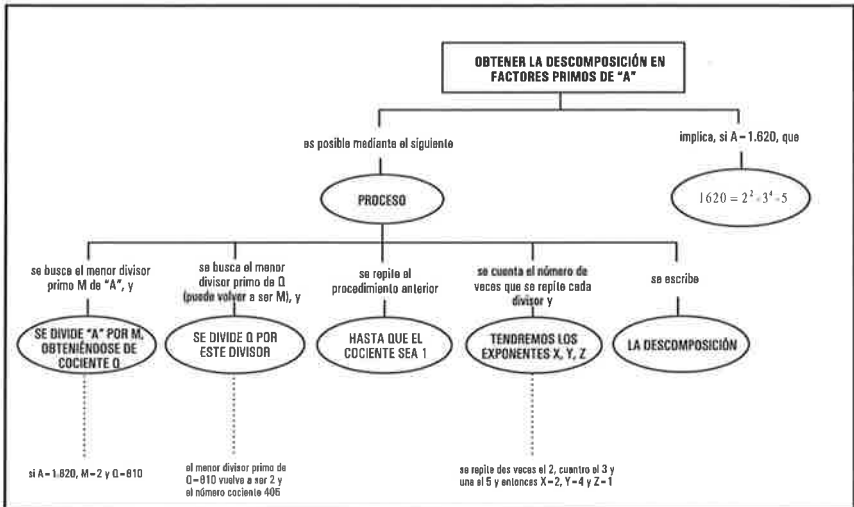 OBTENER LA DESCOMPOSICIÓN EN
FACTORES PRIMOS DE "A"
es posible mediante el siguiente
implica, si A = 1.620, que
PROCESO
1620 = 2² · 3⁴ · 5
se busca el menor divisor
primo M de "A", y
se busca el menor
divisor primo de Q
(puede volver a ser M), y
se repite el
procedimiento anterior
se cuenta el número de
veces que se repite cada
divisor y
se escribe
SE DIVIDE "A" POR M,
OBTENIÉNDOSE DE
COCIENTE Q
SE DIVIDE Q POR
ESTE DIVISOR
HASTA QUE EL
COCIENTE SEA 1
TENDREMOS LOS
EXPONENTES X, Y, Z
LA DESCOMPOSICIÓN
si A = 1.620, M=2 y Q=810
el menor divisor primo de
Q=810 vuelve a ser 2 y
el número cociente 405
se repite dos veces el 2, cuantro el 3 y
una el 5 y entonces X=2, Y=4 y Z=1